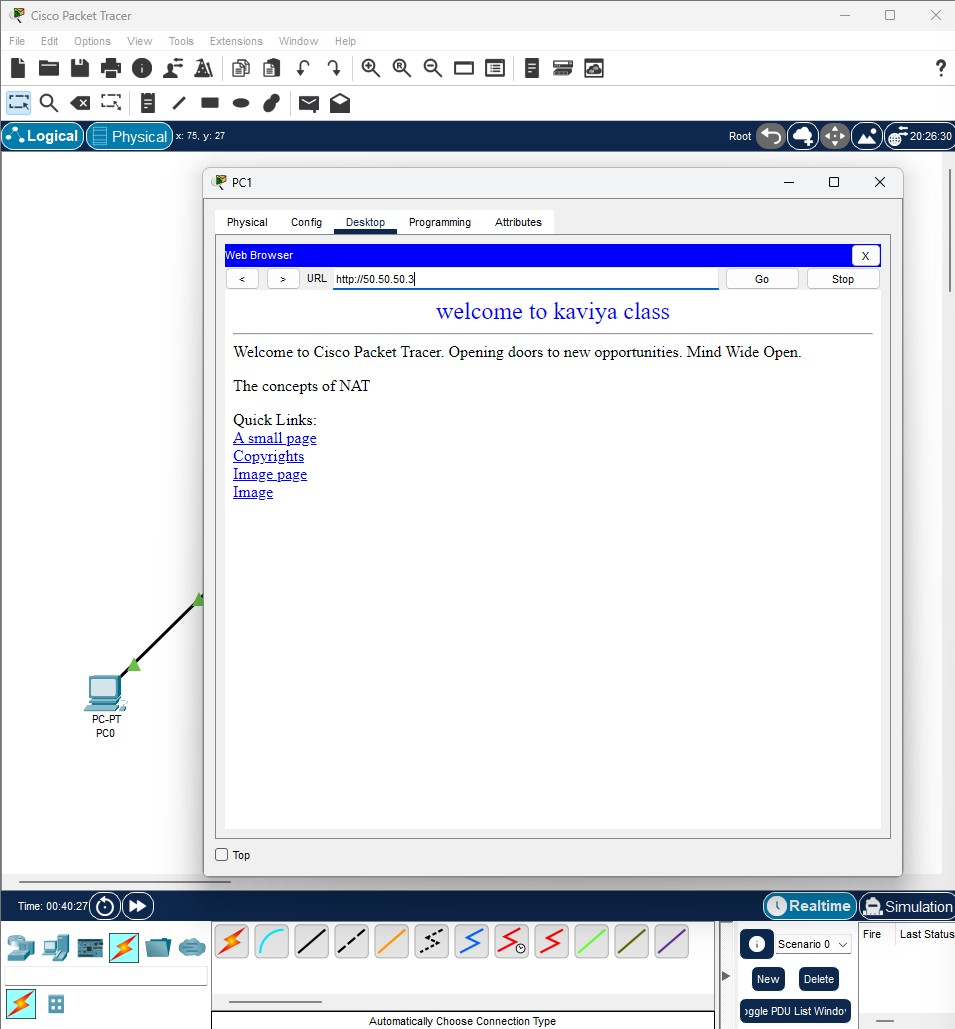 Cisco Packet Tracer
File Edit Options View Tools Extensions Window Help
Logical Physical x: 75, y: 27 Root 20:26:30
PC1
Physical Config Desktop Programming Attributes
Web Browser X
< > URL http://50.50.50.3 Go Stop
welcome to kaviya class
Welcome to Cisco Packet Tracer. Opening doors to new opportunities. Mind Wide Open.
The concepts of NAT
Quick Links:
A small page
Copyrights
Image page
Image
PC-PT
PC0
Top
Time: 00:40:27 Realtime Simulation
Scenario 0 Fire Last Status
New Delete
oggle PDU List Windo
Automatically Choose Connection Type